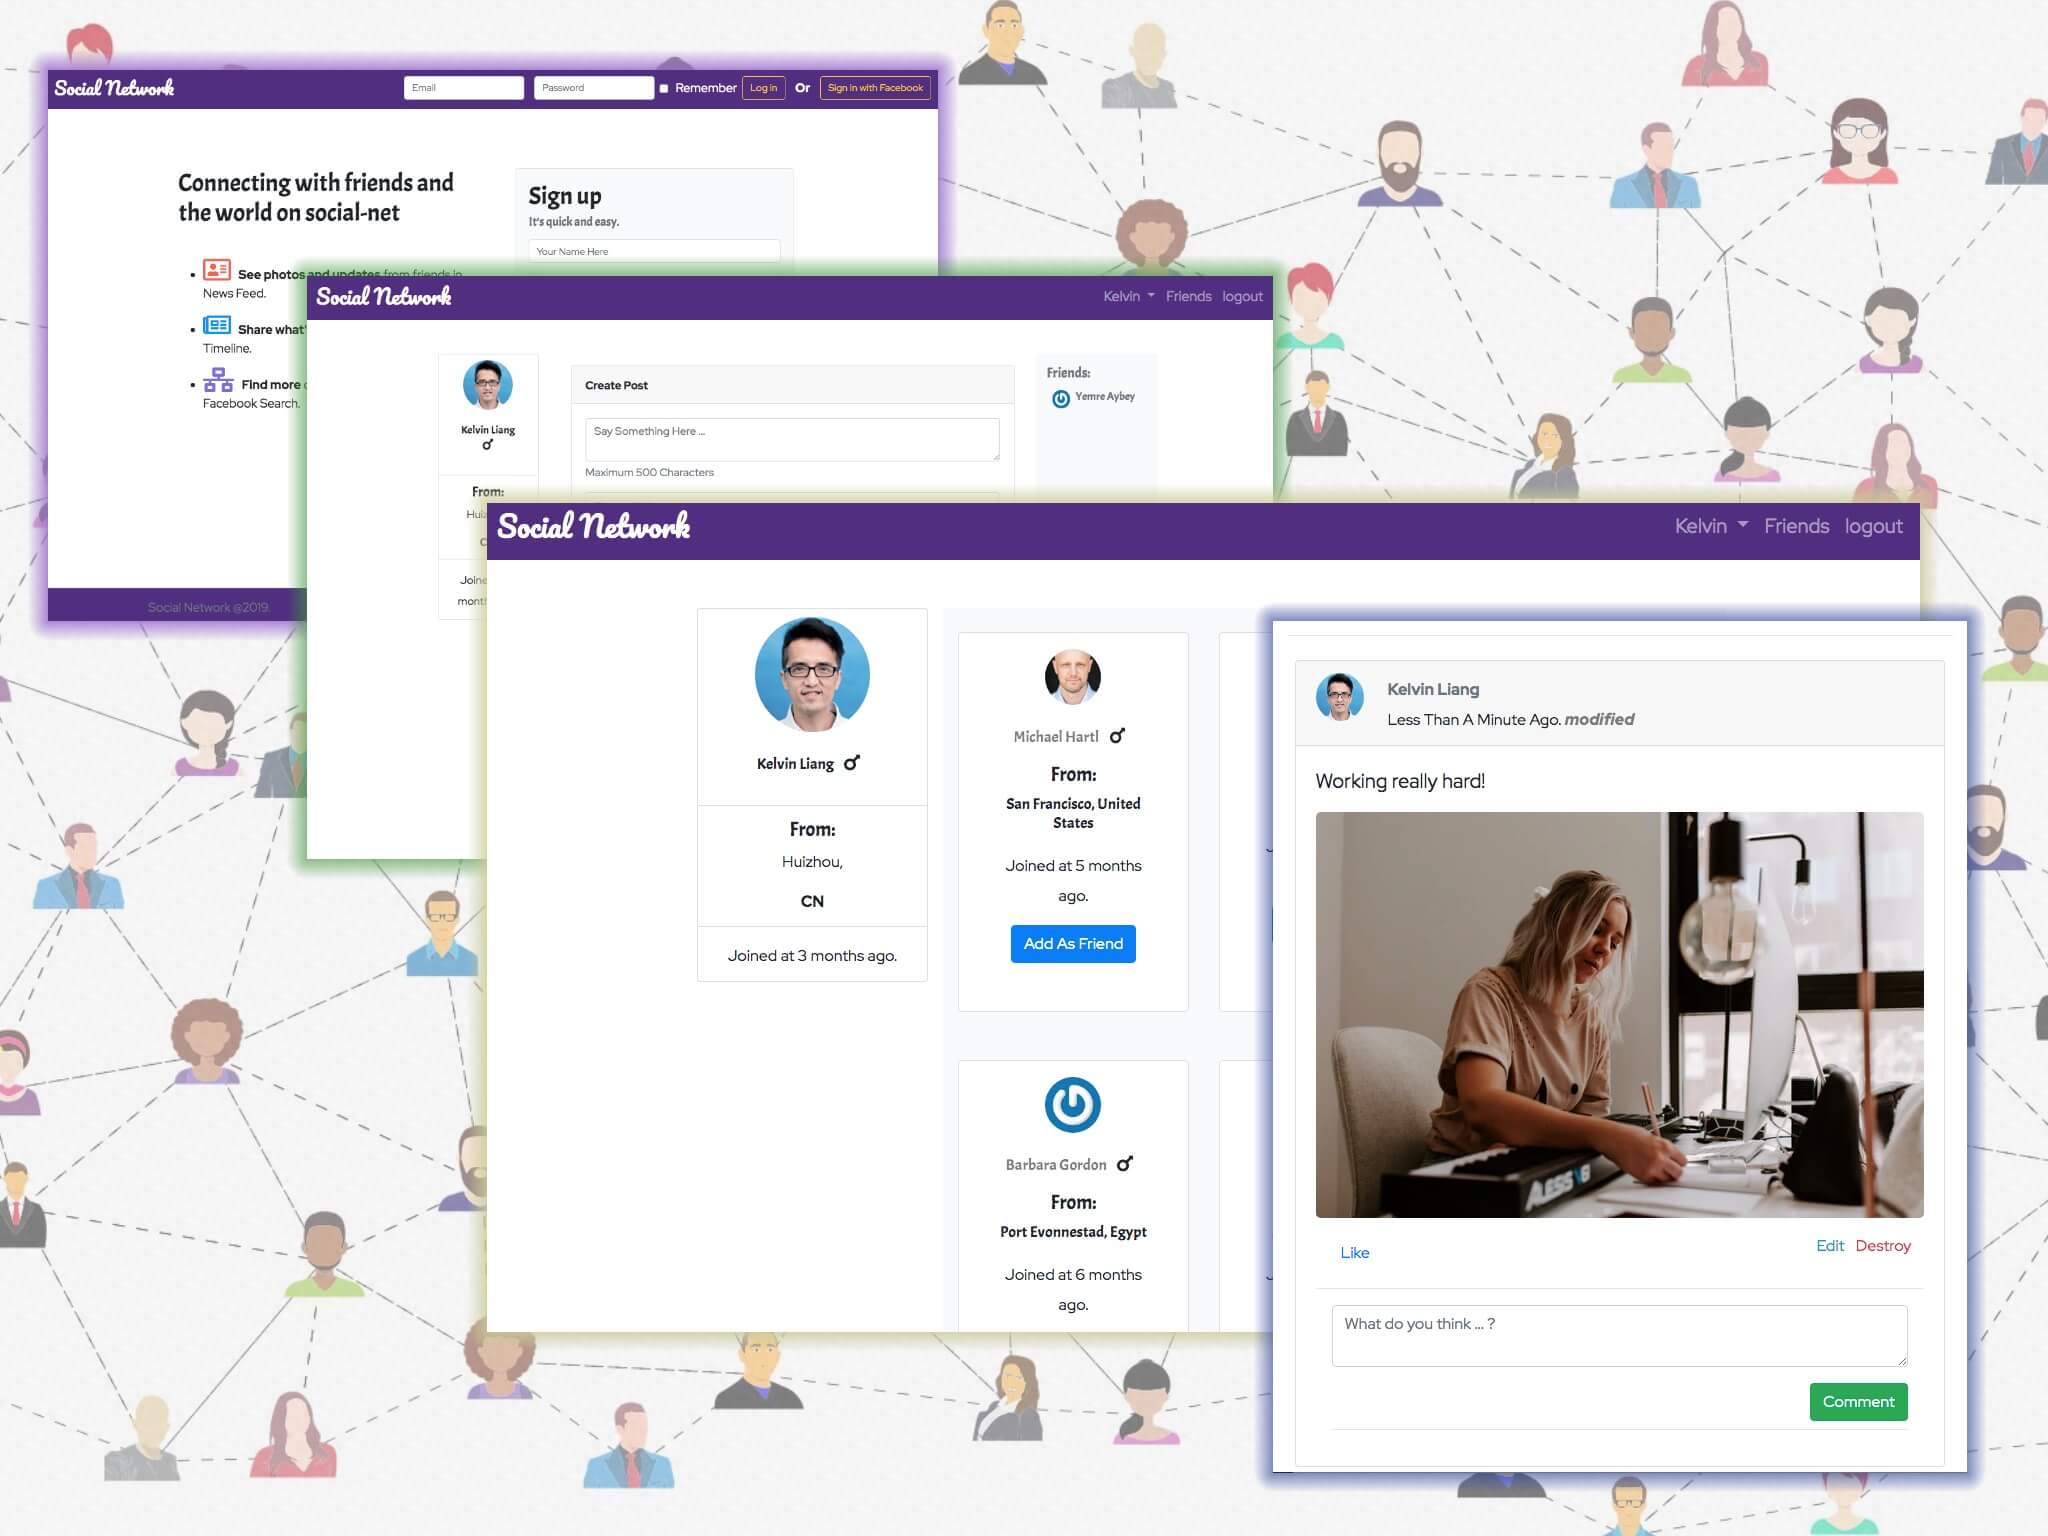 Social Network
Email
Password
Remember
Log in
Or
Sign in with Facebook
Connecting with friends and
the world on social-net
See photos and updates from friends in
News Feed.
Share what'
Timeline.
Find more
Facebook Search.
Sign up
It's quick and easy.
Your Name Here
Social Network @2019.
Social Network
Kelvin
Friends
logout
Kelvin Liang
From:
Joine
month
Create Post
Say Something Here ...
Maximum 500 Characters
Friends:
Yemre Aybey
Social Network
Kelvin
Friends
logout
Kelvin Liang
From:
Huizhou,
CN
Joined at 3 months ago.
Michael Hartl
From:
San Francisco, United
States
Joined at 5 months
ago.
Add As Friend
Barbara Gordon
From:
Port Evonnestad, Egypt
Joined at 6 months
ago.
Kelvin Liang
Less Than A Minute Ago. modified
Working really hard!
Like
Edit
Destroy
What do you think ... ?
Comment